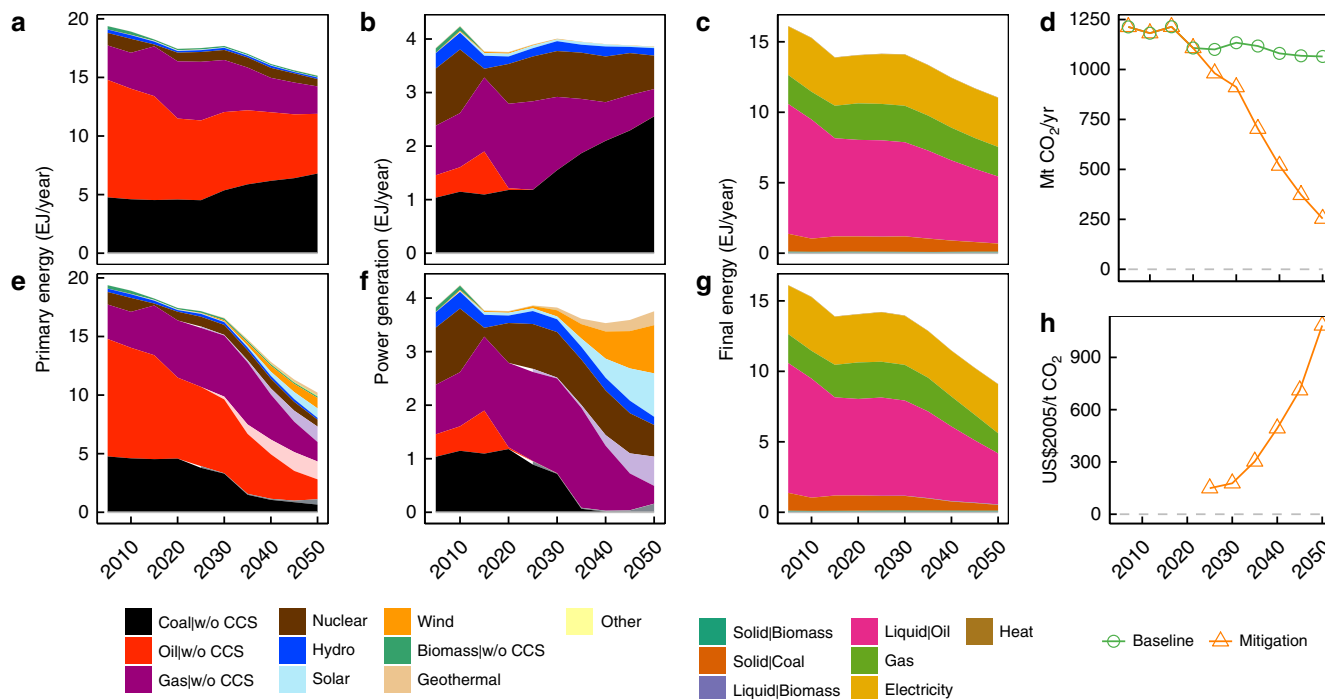 a
b
c
d
20
15
10
5
0
Primary energy (EJ/year)
4
3
2
1
0
Power generation (EJ/year)
15
10
5
0
Final energy (EJ/year)
1250
1000
750
500
250
0
Mt CO2/yr
e
f
g
h
20
15
10
5
0
4
3
2
1
0
15
10
5
0
900
600
300
0
US$2005/t CO2
2010 2020 2030 2040 2050
2010 2020 2030 2040 2050
2010 2020 2030 2040 2050
2010 2020 2030 2040 2050
Coal|w/o CCS
Oil|w/o CCS
Gas|w/o CCS
Nuclear
Hydro
Solar
Wind
Biomass|w/o CCS
Geothermal
Other
Solid|Biomass
Solid|Coal
Liquid|Biomass
Liquid|Oil
Gas
Electricity
Heat
Baseline
Mitigation